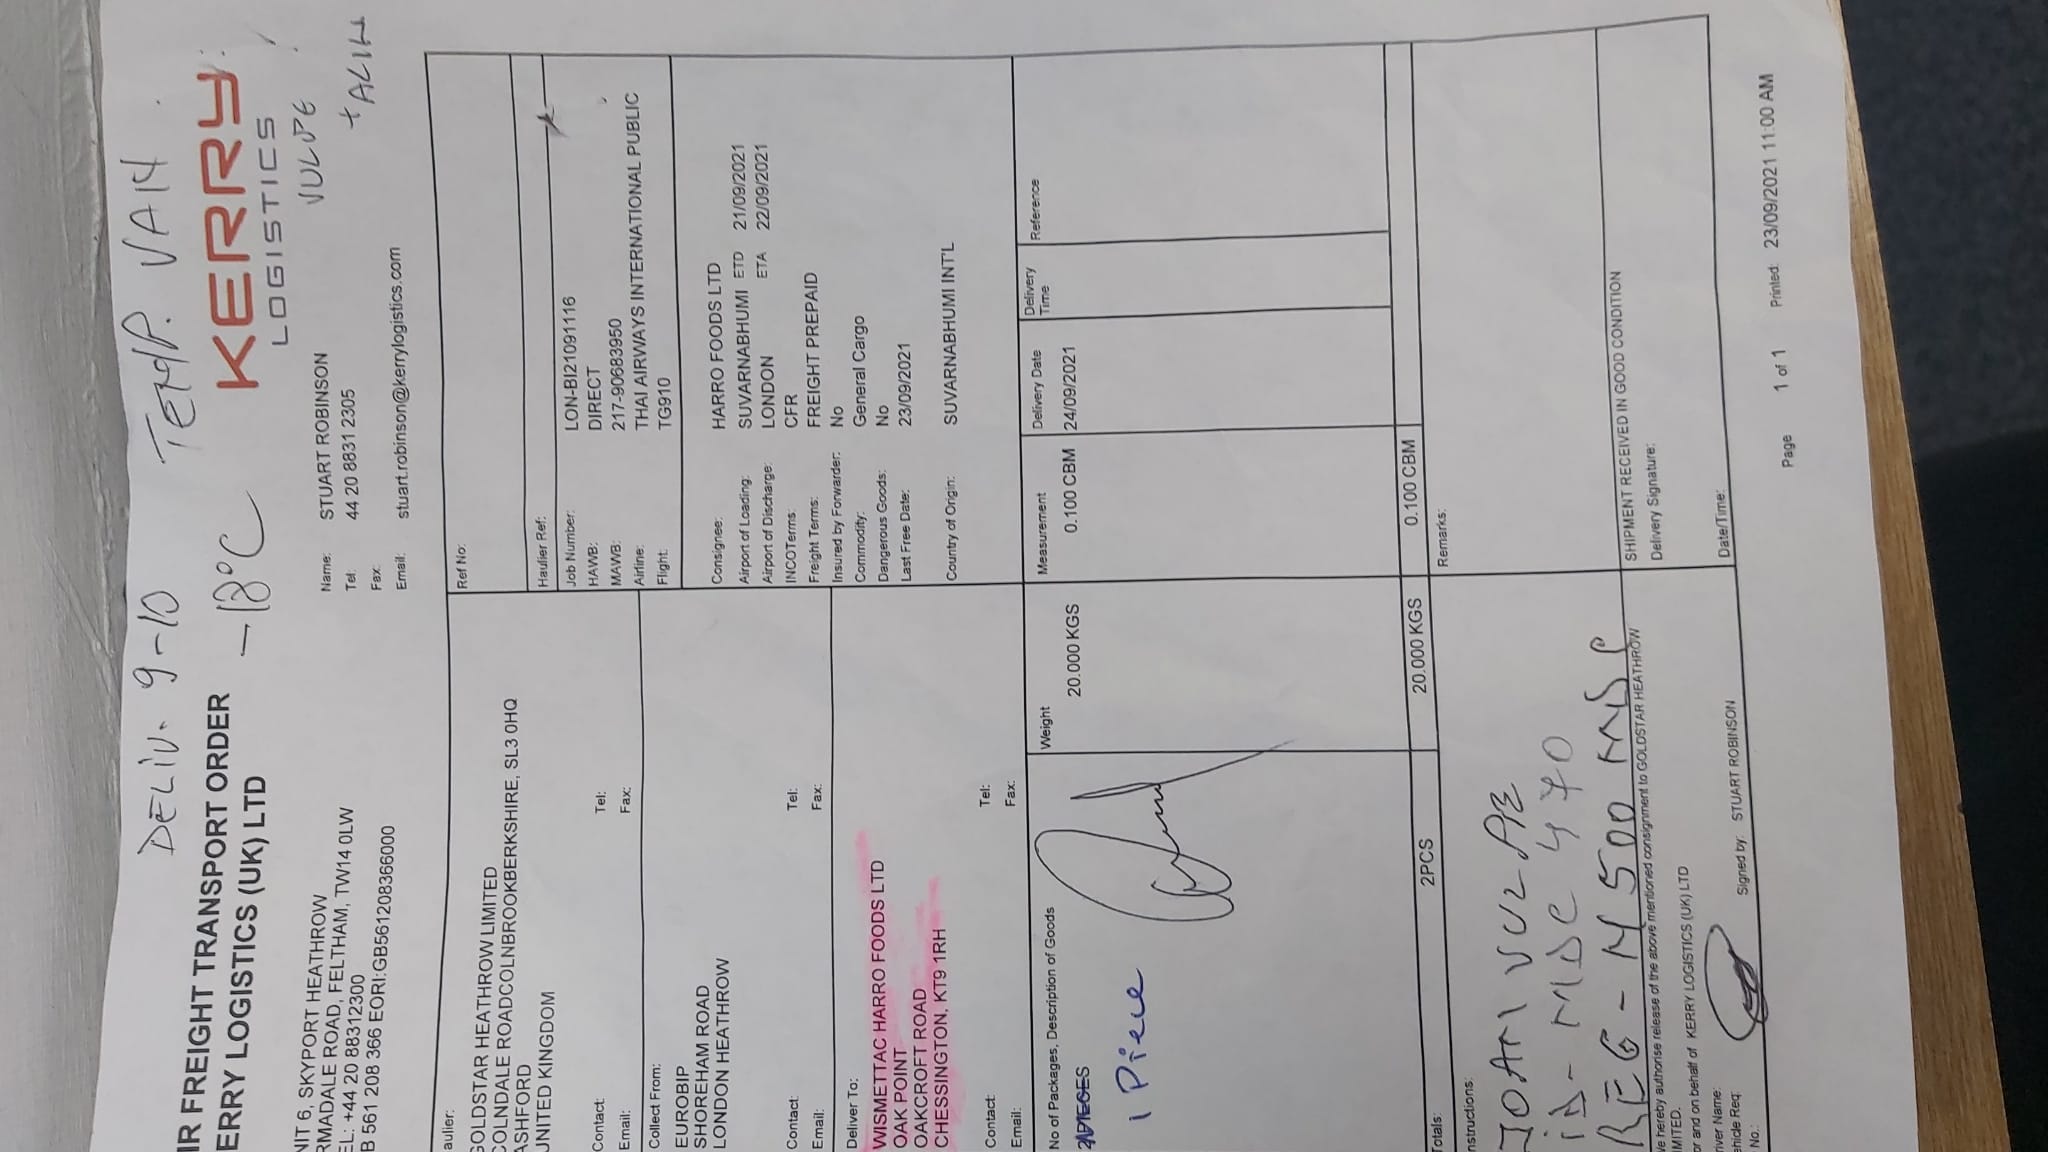 DELIV. 9-10 TEMP. VAN.
-18°C
IR FREIGHT TRANSPORT ORDER
ERRY LOGISTICS (UK) LTD
KERRY
LOGISTICS
VULPE !
+ ALIN
NIT 6, SKYPORT HEATHROW
RMADALE ROAD, FELTHAM, TW14 0LW
EL: +44 20 88312300
B 561 208 366 EORI:GB561208366000
Name: STUART ROBINSON
Tel: 44 20 8831 2305
Fax:
Email: stuart.robinson@kerrylogistics.com
aulier:
GOLDSTAR HEATHROW LIMITED
COLNDALE ROADCOLNBROOKBERKSHIRE, SL3 0HQ
ASHFORD
UNITED KINGDOM
Contact: Tel:
Email: Fax:
Ref No:
Haulier Ref:
Job Number: LON-BI21091116
HAWB: DIRECT
MAWB: 217-90683950
Airline: THAI AIRWAYS INTERNATIONAL PUBLIC
Flight: TG910
Collect From:
EUROBIP
SHOREHAM ROAD
LONDON HEATHROW
Contact: Tel:
Email: Fax:
Consignee: HARRO FOODS LTD
Airport of Loading: SUVARNABHUMI ETD 21/09/2021
Airport of Discharge: LONDON ETA 22/09/2021
INCOTerms: CFR
Freight Terms: FREIGHT PREPAID
Insured by Forwarder: No
Commodity: General Cargo
Dangerous Goods: No
Last Free Date: 23/09/2021
Country of Origin: SUVARNABHUMI INT'L
Deliver To:
WISMETTAC HARRO FOODS LTD
OAK POINT
OAKCROFT ROAD
CHESSINGTON, KT9 1RH
Contact: Tel:
Email: Fax:
No of Packages, Description of Goods Weight Measurement Delivery Date Delivery Time Reference
20.000 KGS 0.100 CBM 24/09/2021
1 Piece
otals: 2PCS 20.000 KGS 0.100 CBM
nstructions:
Remarks:
IOAN VULPE
ID - MDC 470
REG - N500 MSP
e hereby authorise release of the above mentioned consignment to GOLDSTAR HEATHROW
IMITED.
or and on behalf of KERRY LOGISTICS (UK) LTD
river Name:
ehicle Req: Signed by: STUART ROBINSON
No.:
SHIPMENT RECEIVED IN GOOD CONDITION
Delivery Signature:
Date/Time:
Page 1 of 1 Printed: 23/09/2021 11:00 AM